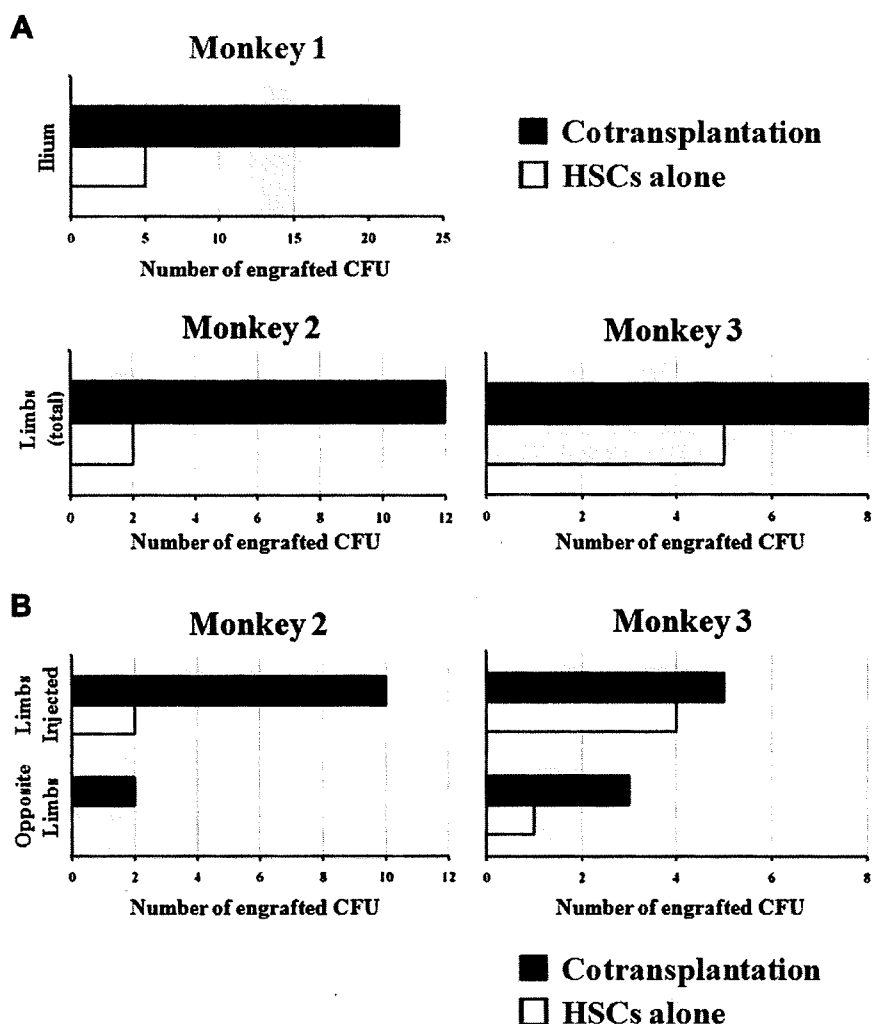 A
Monkey 1
Ilium
Cotransplantation
HSCs alone
0 5 10 15 20 25
Number of engrafted CFU
Monkey 2
Limbs
(total)
0 2 4 6 8 10 12
Number of engrafted CFU
Monkey 3
0 2 4 6 8
Number of engrafted CFU
B
Monkey 2
Limbs
Injected
Opposite
Limbs
0 2 4 6 8 10 12
Number of engrafted CFU
Monkey 3
0 2 4 6 8
Number of engrafted CFU
Cotransplantation
HSCs alone